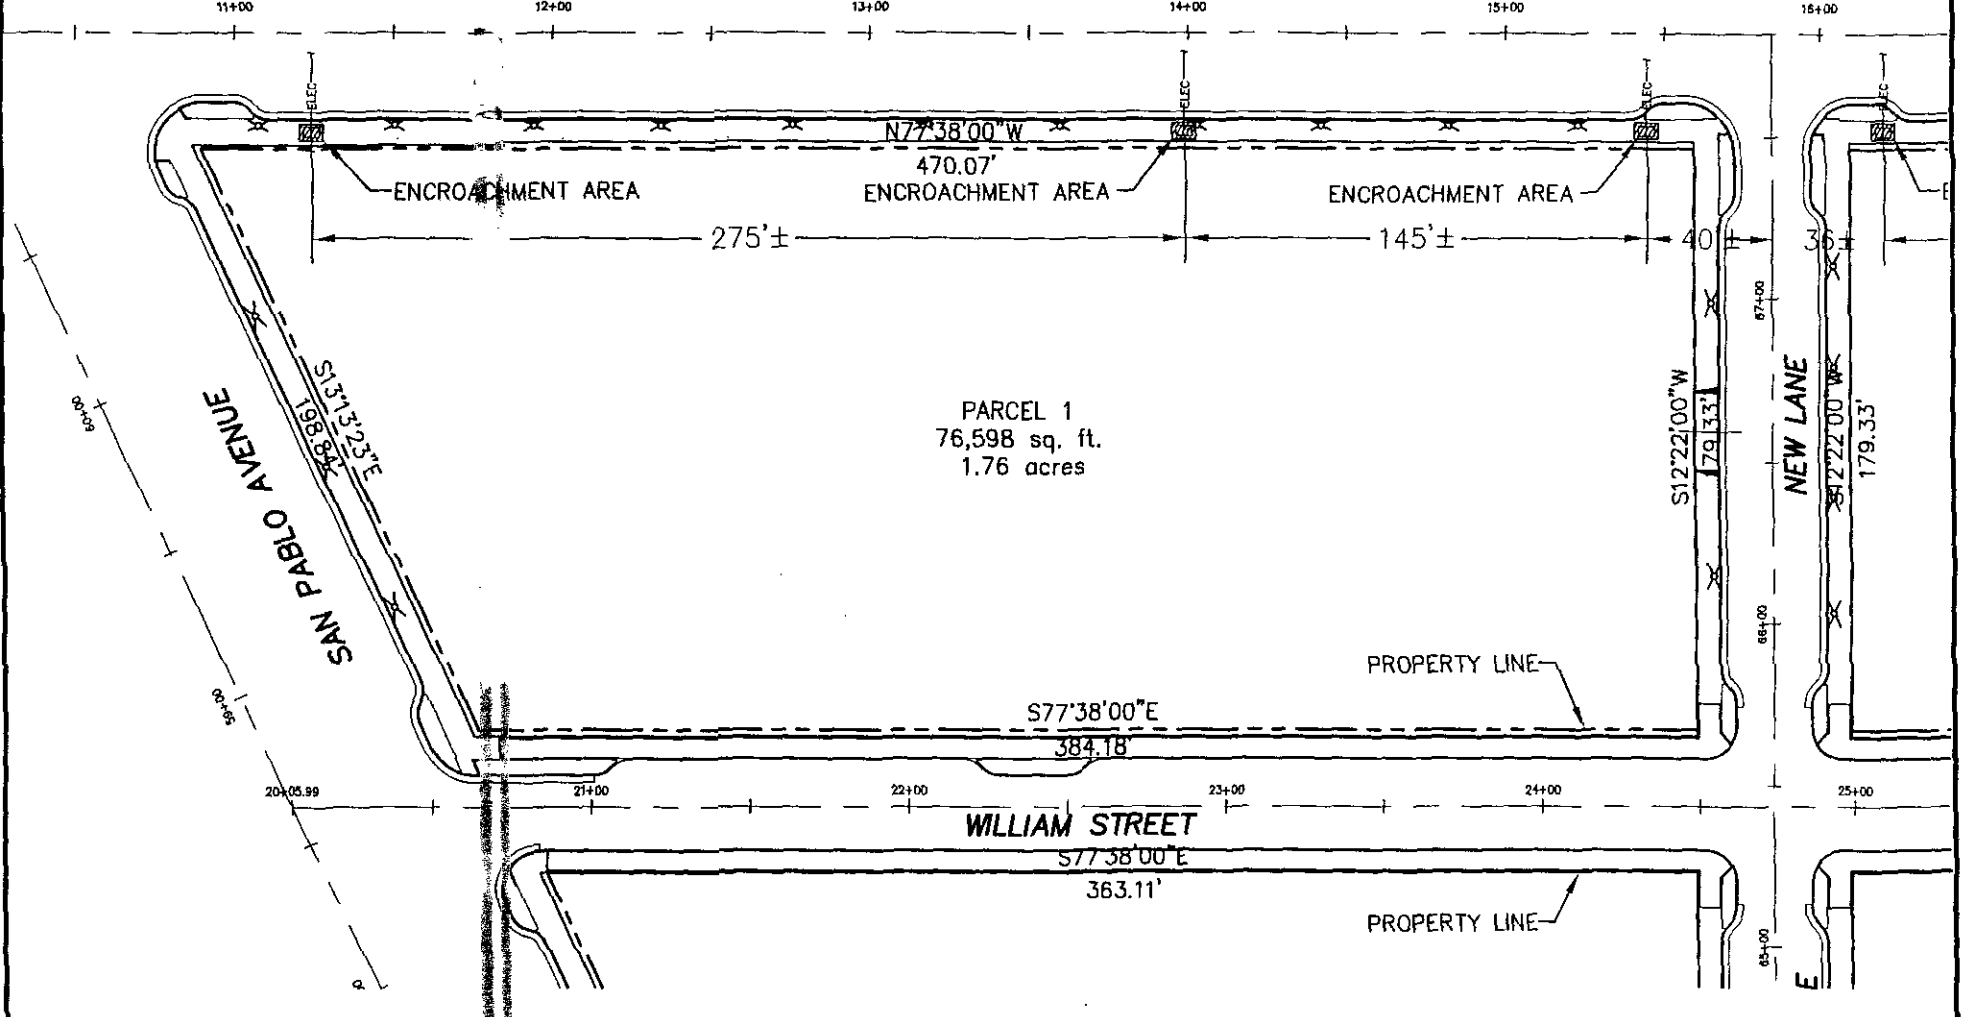 11+00
12+00
13+00
14+00
15+00
16+00
ELEC
ELEC
ELEC
ELEC
N77°38'00"W
470.07'
ENCROACHMENT AREA
ENCROACHMENT AREA
ENCROACHMENT AREA
E
275'±
145'±
40'±
36±
67+00
S13°13'23"E
198.84'
SAN PABLO AVENUE
60+00
59+00
PARCEL 1
76,598 sq. ft.
1.76 acres
S12°22'00"W
179.33'
NEW LANE
S12°22'00"W
179.33'
66+00
PROPERTY LINE
S77°38'00"E
384.18'
20+05.99
21+00
22+00
23+00
24+00
25+00
WILLIAM STREET
S77°38'00"E
363.11'
PROPERTY LINE
65+00
E